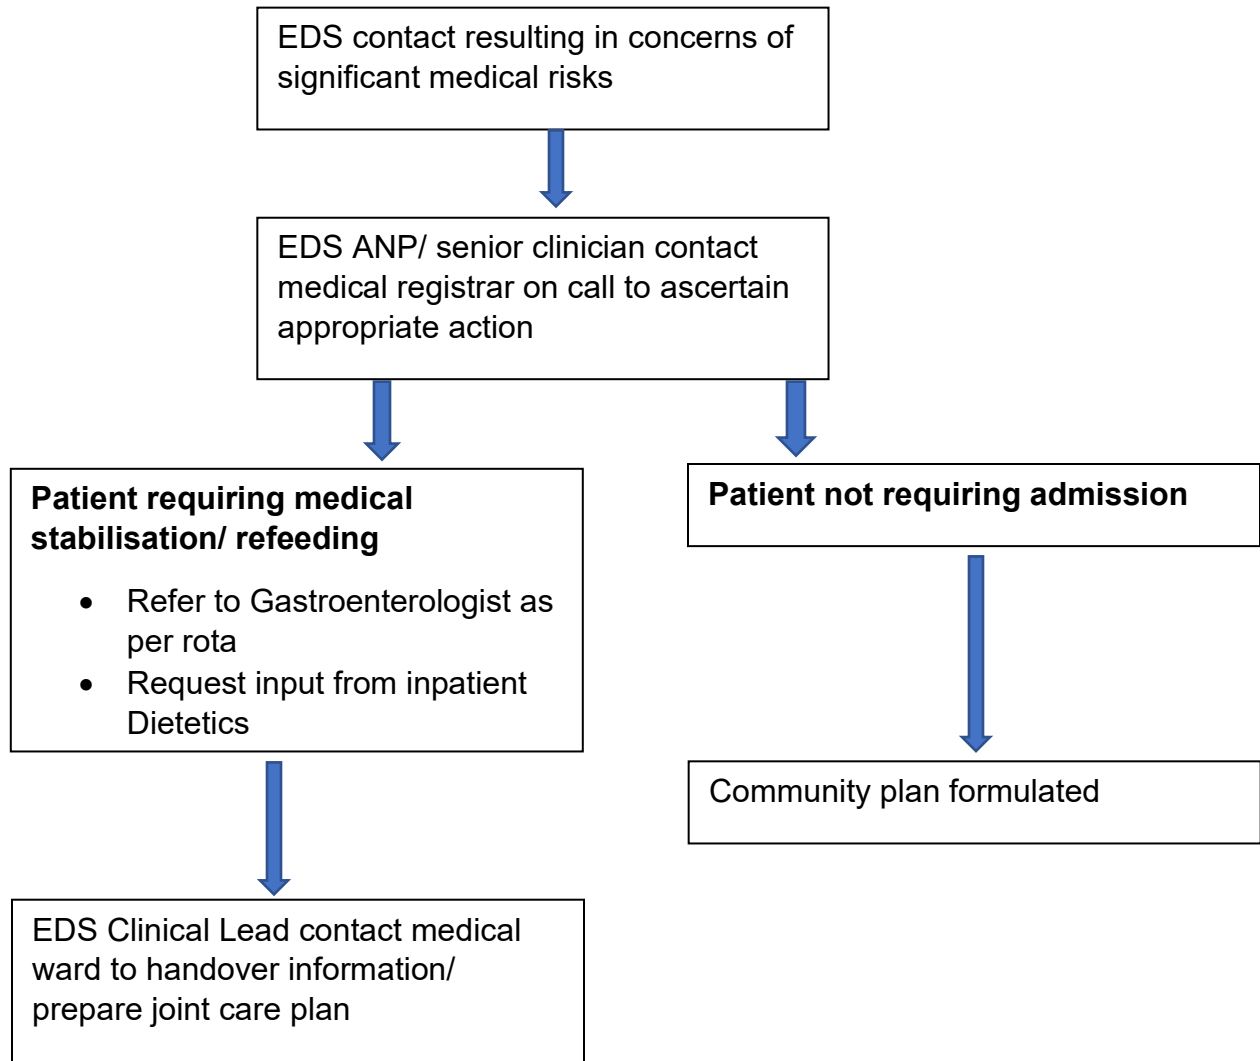 EDS contact resulting in concerns of
significant medical risks
EDS ANP/ senior clinician contact
medical registrar on call to ascertain
appropriate action
Patient requiring medical
stabilisation/ refeeding
• Refer to Gastroenterologist as
per rota
• Request input from inpatient
Dietetics
Patient not requiring admission
Community plan formulated
EDS Clinical Lead contact medical
ward to handover information/
prepare joint care plan